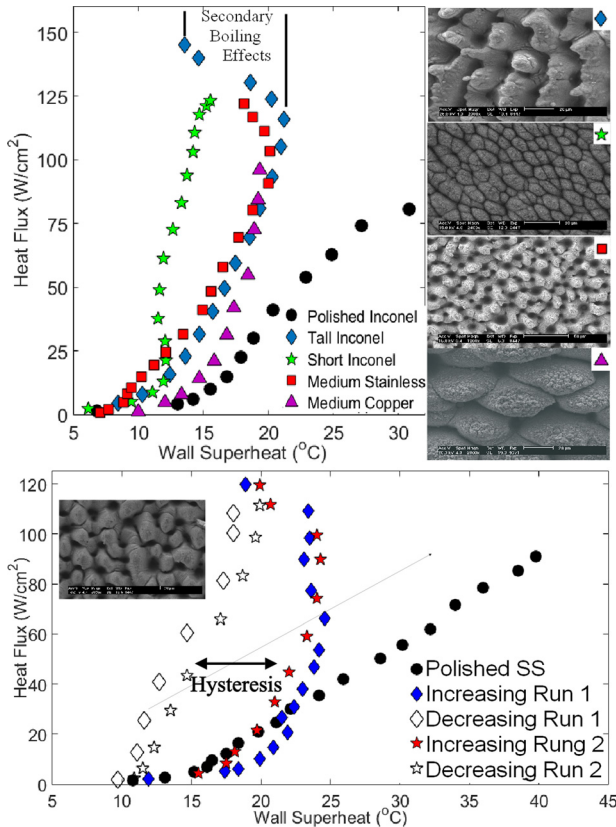 Secondary
Boiling
Effects
160
150
125
100
75
50
25
0
Heat Flux (W/cm²)
Polished Inconel
Tall Inconel
Short Inconel
Medium Stainless
Medium Copper
5
10
15
20
25
30
Wall Superheat (°C)
120
100
80
60
40
20
0
Heat Flux (W/cm²)
Hysteresis
Polished SS
Increasing Run 1
Decreasing Run 1
Increasing Rung 2
Decreasing Run 2
5
10
15
20
25
30
35
40
45
Wall Superheat (°C)